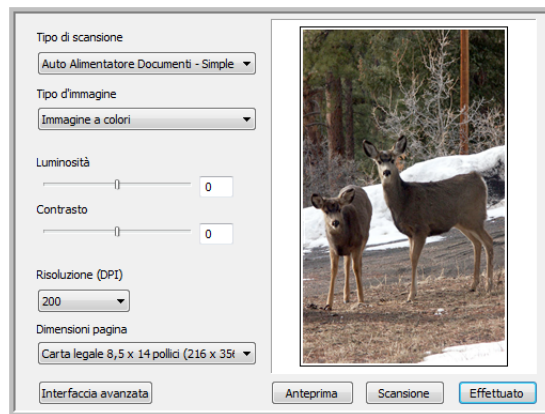 Tipo di scansione
Auto Alimentatore Documenti - Simple
Tipo d'immagine
Immagine a colori
Luminosità
0
Contrasto
0
Risoluzione (DPI)
200
Dimensioni pagina
Carta legale 8,5 x 14 pollici (216 x 356
Interfaccia avanzata
Anteprima
Scansione
Effettuato